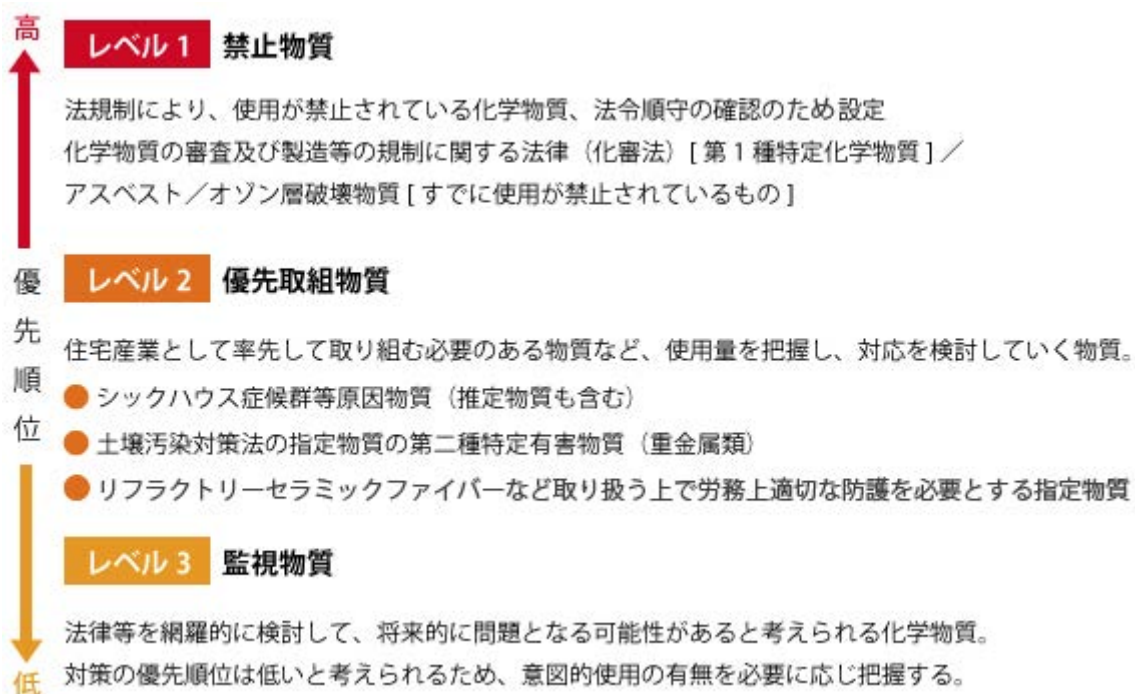 高
レベル 1 禁止物質
法規制により、使用が禁止されている化学物質、法令順守の確認のため設定
化学物質の審査及び製造等の規制に関する法律（化審法）[ 第 1 種特定化学物質 ] ／
アスベスト／オゾン層破壊物質 [ すでに使用が禁止されているもの ]
優先順位
レベル 2 優先取組物質
住宅産業として率先して取り組む必要のある物質など、使用量を把握し、対応を検討していく物質。
● シックハウス症候群等原因物質（推定物質も含む）
● 土壌汚染対策法の指定物質の第二種特定有害物質（重金属類）
● リフラクトリーセラミックファイバーなど取り扱う上で労務上適切な防護を必要とする指定物質
レベル 3 監視物質
法律等を網羅的に検討して、将来的に問題となる可能性があると考えられる化学物質。
対策の優先順位は低いと考えられるため、意図的使用の有無を必要に応じ把握する。
低